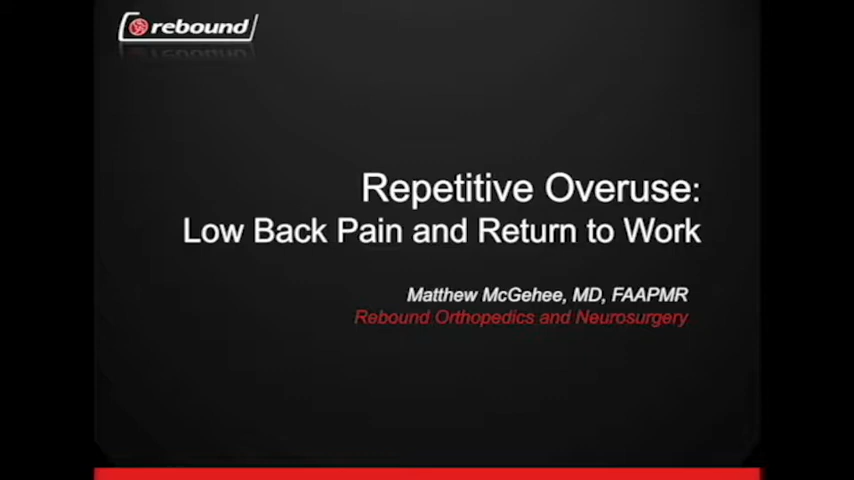 rebound
Repetitive Overuse:
Low Back Pain and Return to Work
Matthew McGehee, MD, FAAPMR
Rebound Orthopedics and Neurosurgery